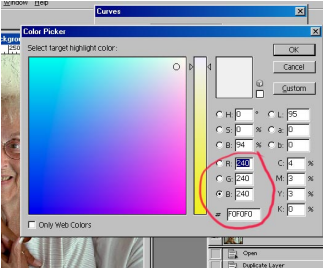 Window Help
Curves
Color Picker
Select target highlight color:
OK
Cancel
Custom
H: 0 °
S: 0 %
B: 94 %
L: 95
a: 0
b: 0
R: 240
G: 240
B: 240
C: 4 %
M: 3 %
Y: 3 %
K: 0 %
F0F0F0
Only Web Colors
Open
Duplicate Layer